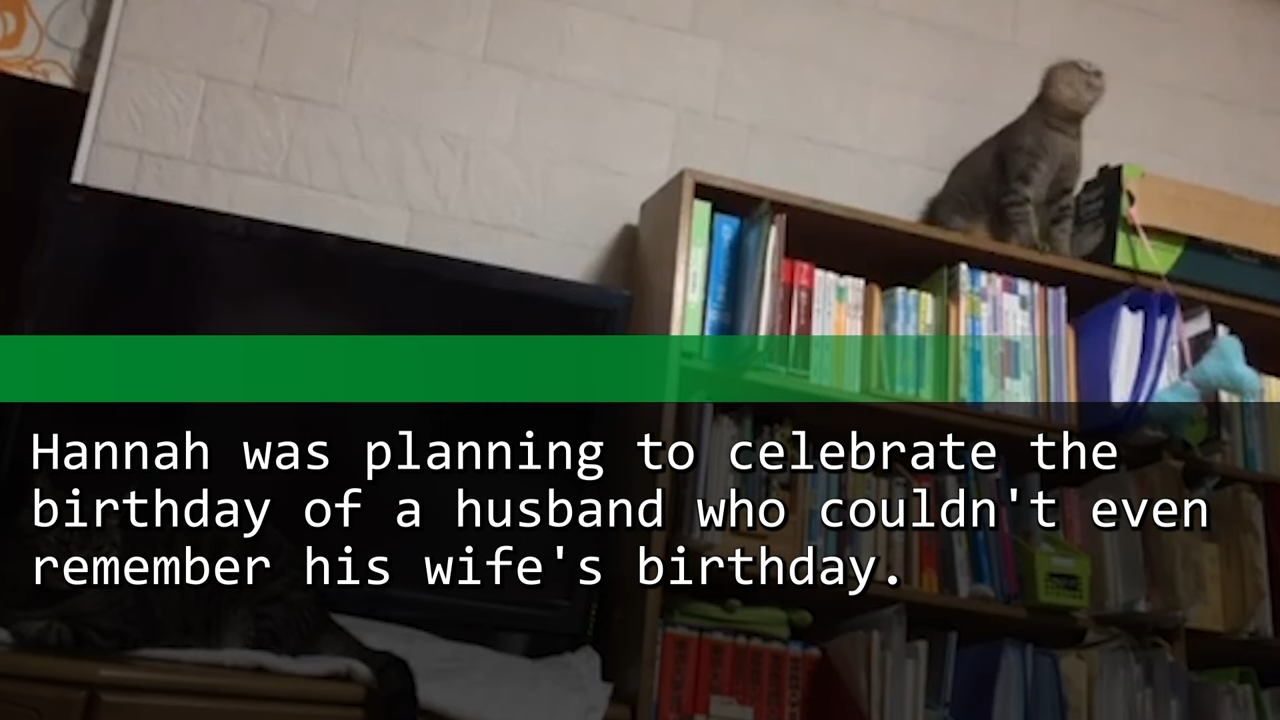 Hannah was planning to celebrate the
birthday of a husband who couldn't even
remember his wife's birthday.